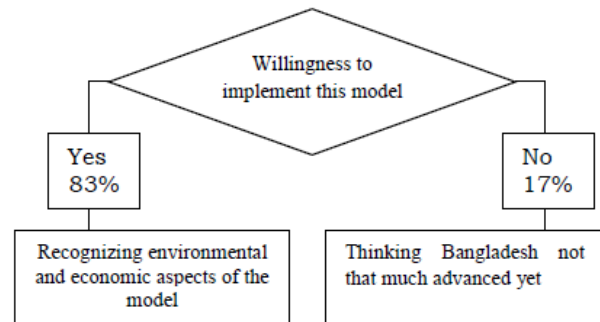 Willingness to
implement this model
Yes
83%
No
17%
Recognizing environmental
and economic aspects of the
model
Thinking Bangladesh not
that much advanced yet